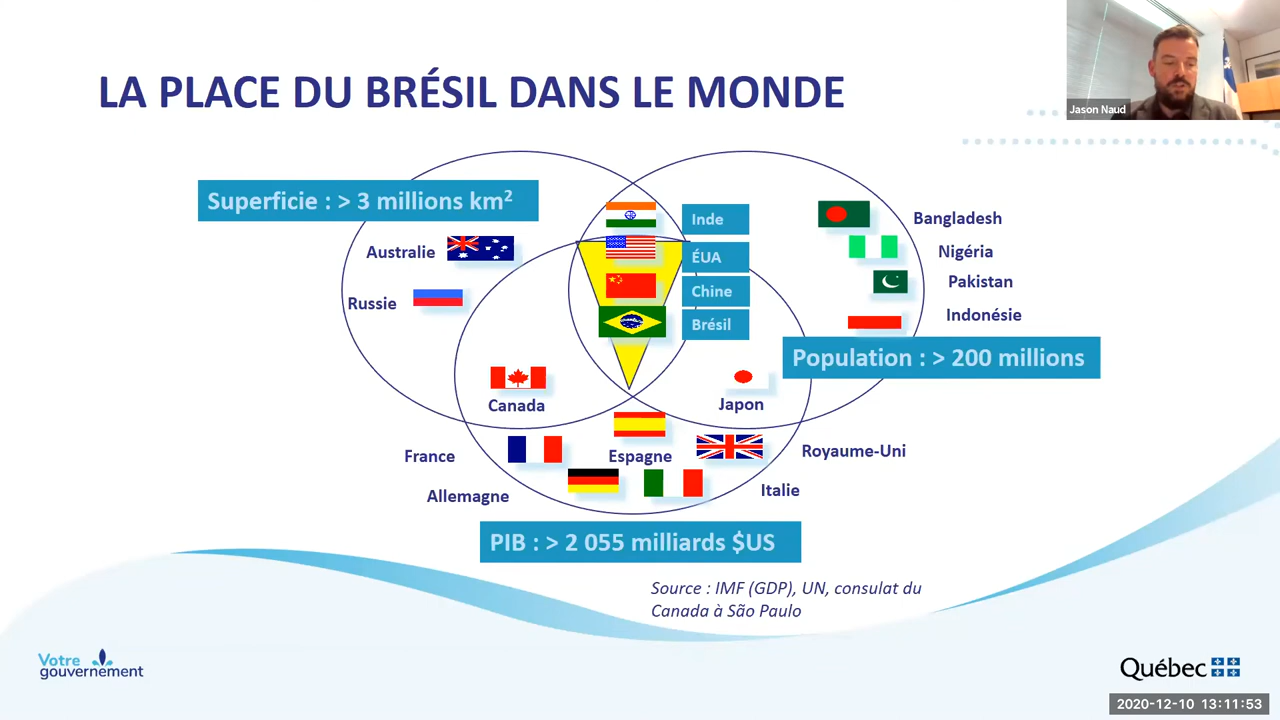 LA PLACE DU BRÉSIL DANS LE MONDE
Jason Naud
Superficie : > 3 millions km²
Australie
Russie
Inde
ÉUA
Chine
Brésil
Bangladesh
Nigéria
Pakistan
Indonésie
Population : > 200 millions
Canada
Japon
France
Espagne
Royaume-Uni
Allemagne
Italie
PIB : > 2 055 milliards $US
Source : IMF (GDP), UN, consulat du
Canada à São Paulo
Votre
gouvernement
Québec
2020-12-10 13:11:53